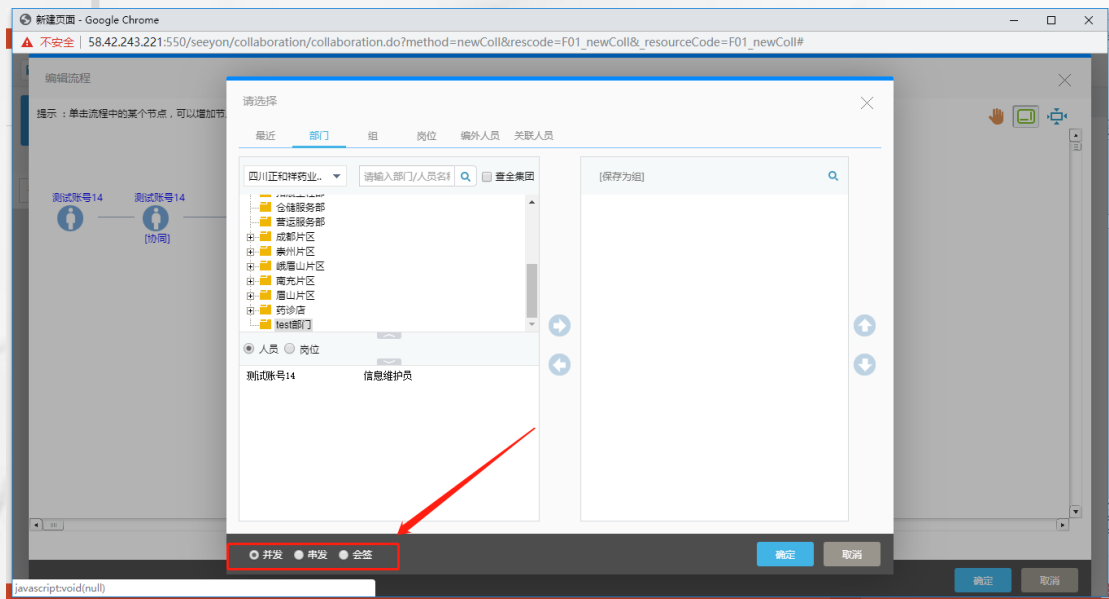 新建页面 - Google Chrome
不安全 | 58.42.243.221:550/seeyon/collaboration/collaboration.do?method=newColl&rescode=F01_newColl&_resourceCode=F01_newColl#
编辑流程
提示 ：单击流程中的某个节点，可以增加节
测试账号14
测试账号14
[协同]
请选择
最近 部门 组 岗位 编外人员 关联人员
四川正和祥药业.. 请输入部门/人员名称 查全集团
[保存为组]
仓储服务部
营运服务部
成都片区
崇州片区
峨眉山片区
南充片区
眉山片区
药诊店
test部门
人员 岗位
测试账号14 信息维护员
并发 串发 会签
确定 取消
确定 取消
javascript:void(null)